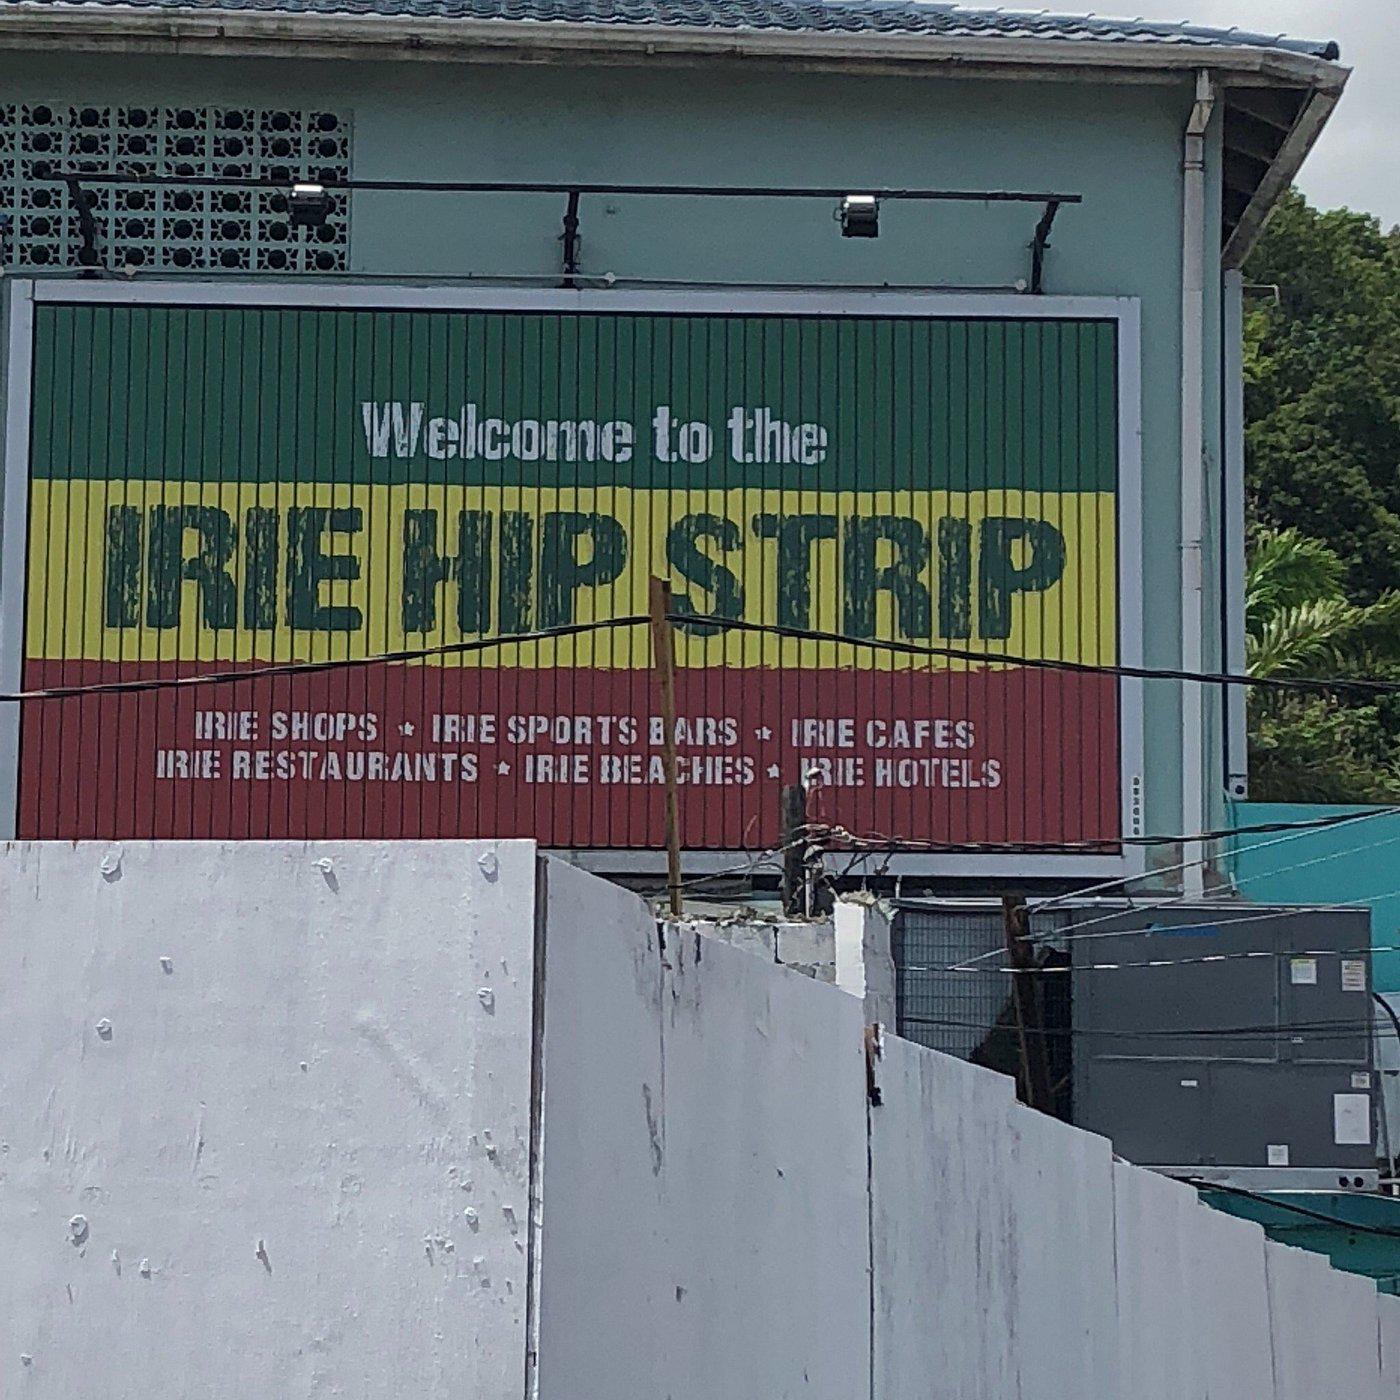 Welcome to the
IRIE HIP STRIP
IRIE SHOPS ★ IRIE SPORTS BARS ★ IRIE CAFES
IRIE RESTAURANTS ★ IRIE BEACHES ★ IRIE HOTELS